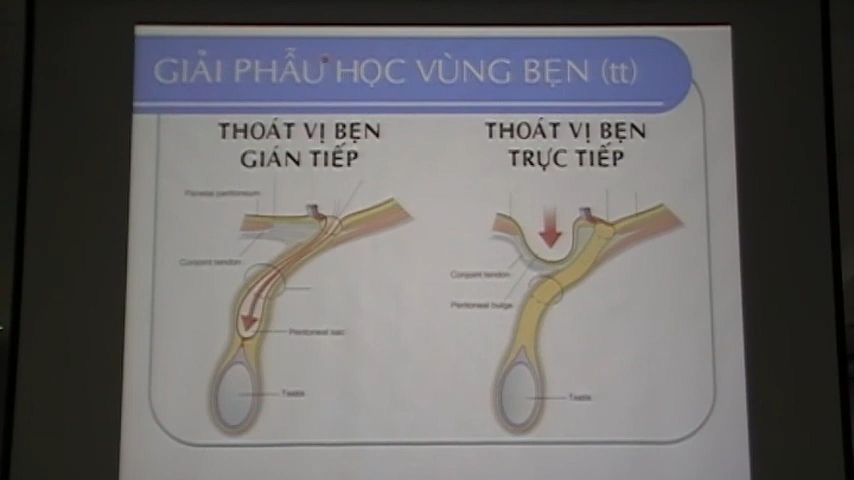 GIẢI PHẪU HỌC VÙNG BẸN (tt)
THOÁT VỊ BẸN
GIÁN TIẾP
THOÁT VỊ BẸN
TRỰC TIẾP
Parietal peritoneum
Conjoint tendon
Peritoneal sac
Testis
Conjoint tendon
Peritoneal bulge
Testis